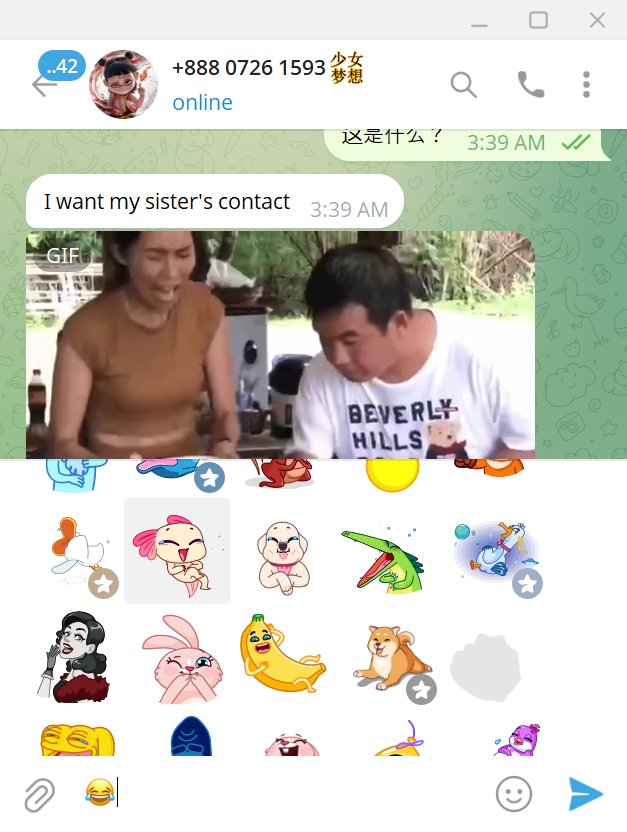 ..42
+888 0726 1593 少女
梦想
online
这是什么？ 3:39 AM
I want my sister's contact 3:39 AM
GIF
BEVERLY
HILLS